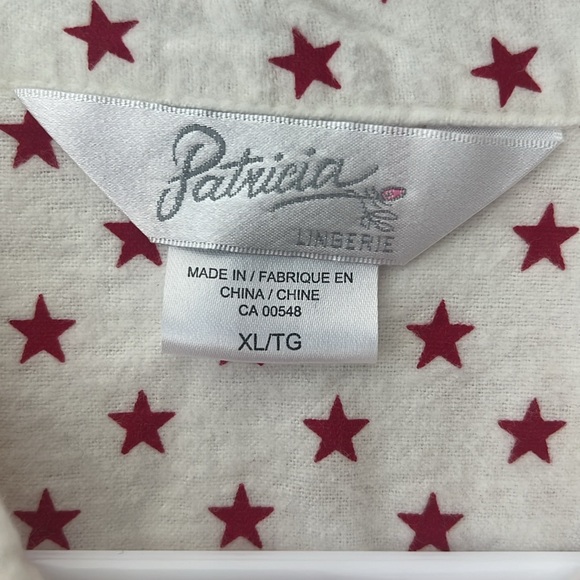 Patricia
LINGERIE
MADE IN / FABRIQUE EN
CHINA / CHINE
CA 00548
XL/TG